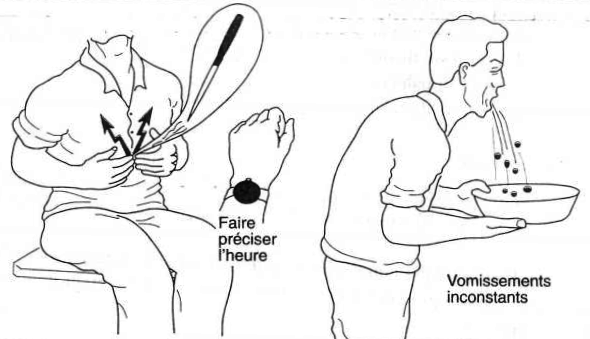 Faire
préciser
l'heure
Vomissements
inconstants